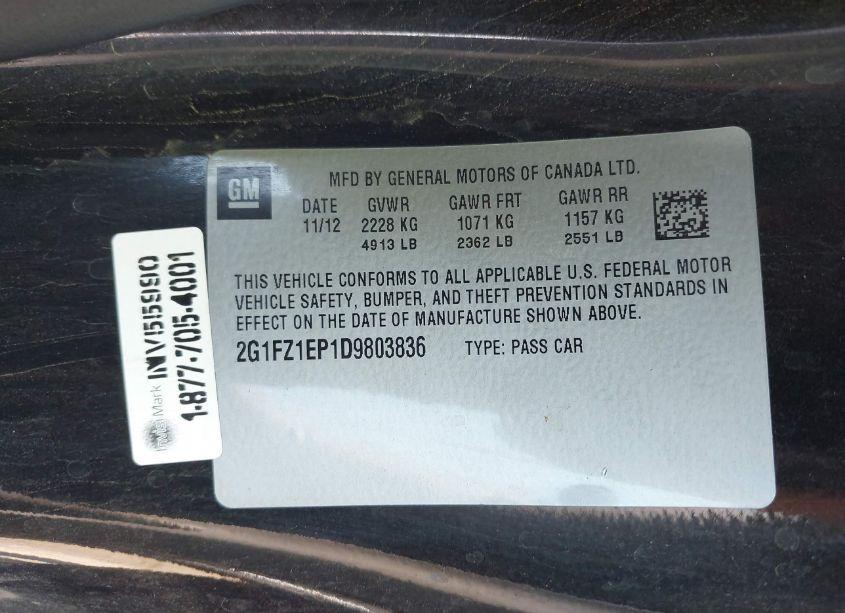 GM
MFD BY GENERAL MOTORS OF CANADA LTD.
DATE GVWR GAWR FRT GAWR RR
11/12 2228 KG 1071 KG 1157 KG
4913 LB 2362 LB 2551 LB
THIS VEHICLE CONFORMS TO ALL APPLICABLE U.S. FEDERAL MOTOR
VEHICLE SAFETY, BUMPER, AND THEFT PREVENTION STANDARDS IN
EFFECT ON THE DATE OF MANUFACTURE SHOWN ABOVE.
2G1FZ1EP1D9803836 TYPE: PASS CAR
Mark INV155990
1-877-705-4001